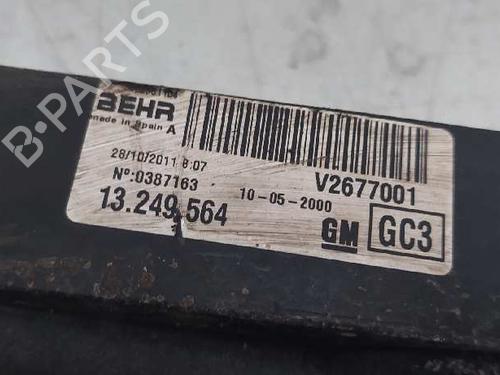 BEHR
made in Spain A
28/10/2011 8:07
V2677001
Nº:0387163
10-05-2000
13.249.564
GM
GC3
B-PARTS